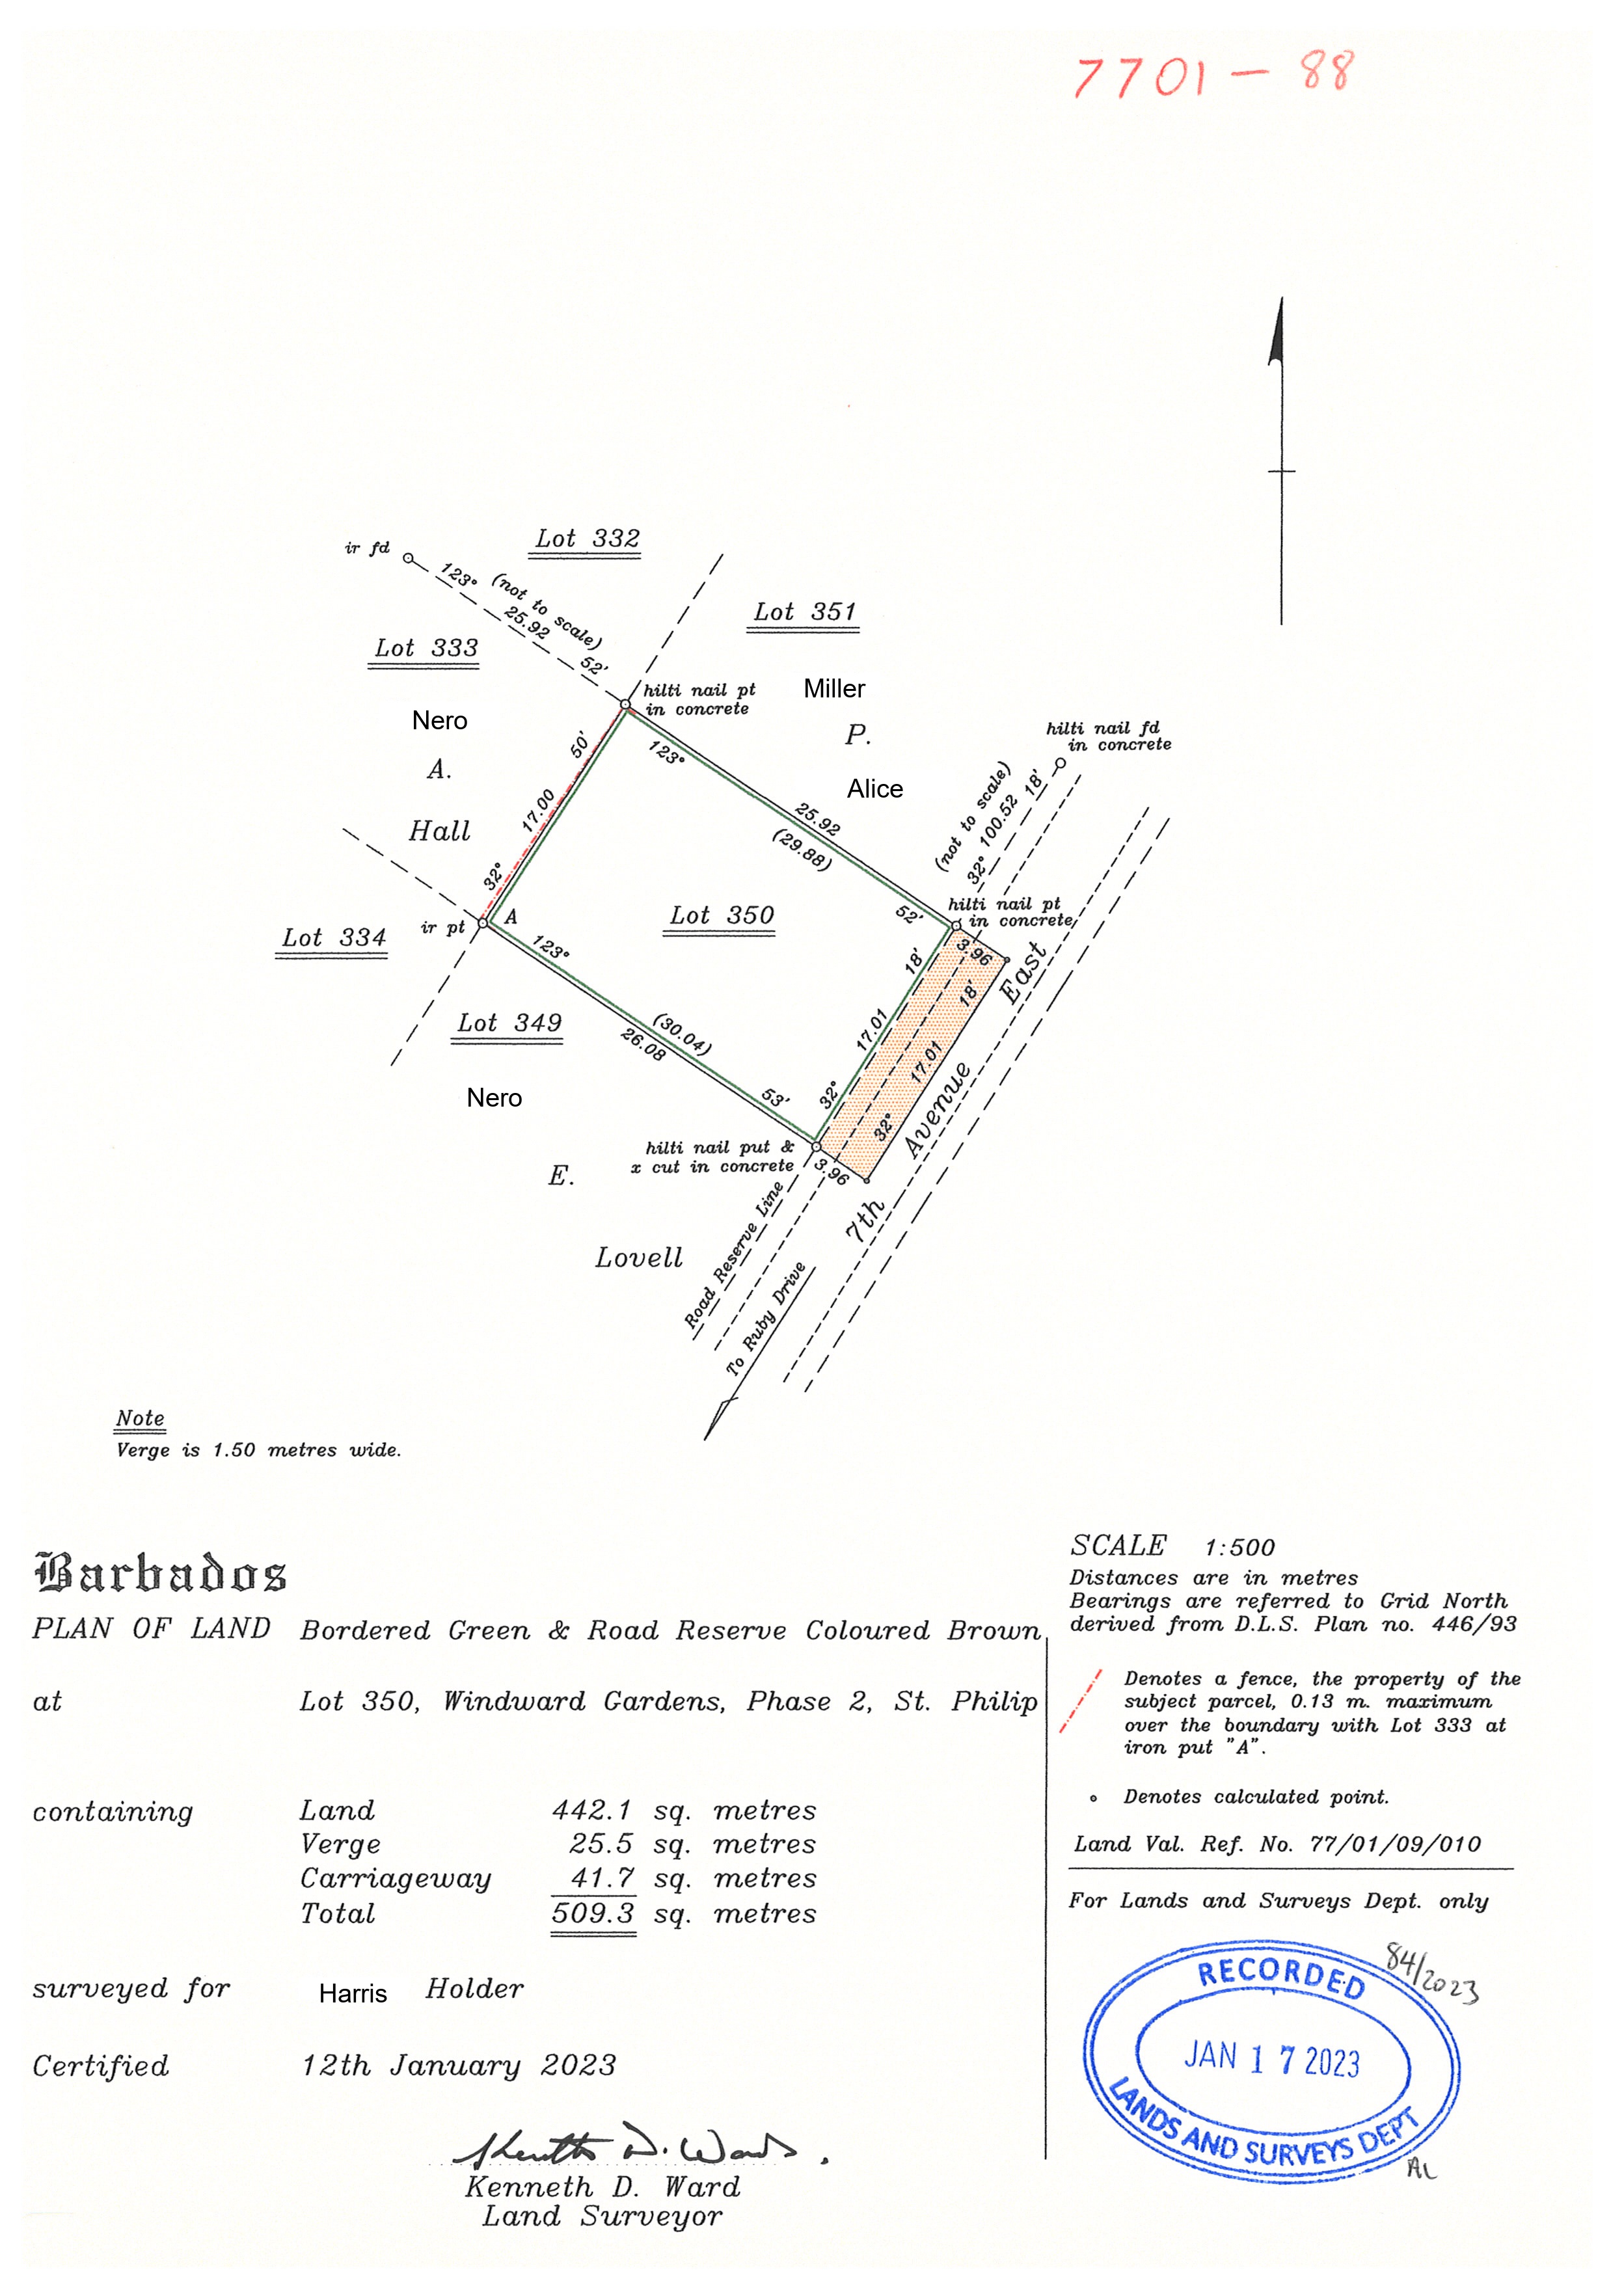 7701 - 88
Lot 332
ir fd
123° (not to scale)
25.92
52'
Lot 351
Lot 333
hilti nail pt
in concrete
Miller
Nero
P.
hilti nail fd
in concrete
A.
Alice
50'
123°
17.00
25.92
(29.88)
(not to scale)
32° 100.52 18'
Hall
32°
hilti nail pt
in concrete
52'
Lot 350
A
ir pt
Lot 334
123°
3.96
18'
18'
East
Lot 349
(30.04)
26.08
17.01
17.01
Nero
53'
32°
32°
Avenue
hilti nail put &
x cut in concrete
3.96
E.
7th
Lovell
Road Reserve Line
To Ruby Drive
Note
Verge is 1.50 metres wide.
Barbados
PLAN OF LAND Bordered Green & Road Reserve Coloured Brown
at Lot 350, Windward Gardens, Phase 2, St. Philip
containing Land 442.1 sq. metres
Verge 25.5 sq. metres
Carriageway 41.7 sq. metres
Total 509.3 sq. metres
surveyed for Harris Holder
Certified 12th January 2023
Kenneth D. Ward.
Kenneth D. Ward
Land Surveyor
SCALE 1:500
Distances are in metres
Bearings are referred to Grid North
derived from D.L.S. Plan no. 446/93
Denotes a fence, the property of the
subject parcel, 0.13 m. maximum
over the boundary with Lot 333 at
iron put "A".
Denotes calculated point.
Land Val. Ref. No. 77/01/09/010
For Lands and Surveys Dept. only
84/2023
RECORDED
JAN 17 2023
LANDS AND SURVEYS DEPT
AL